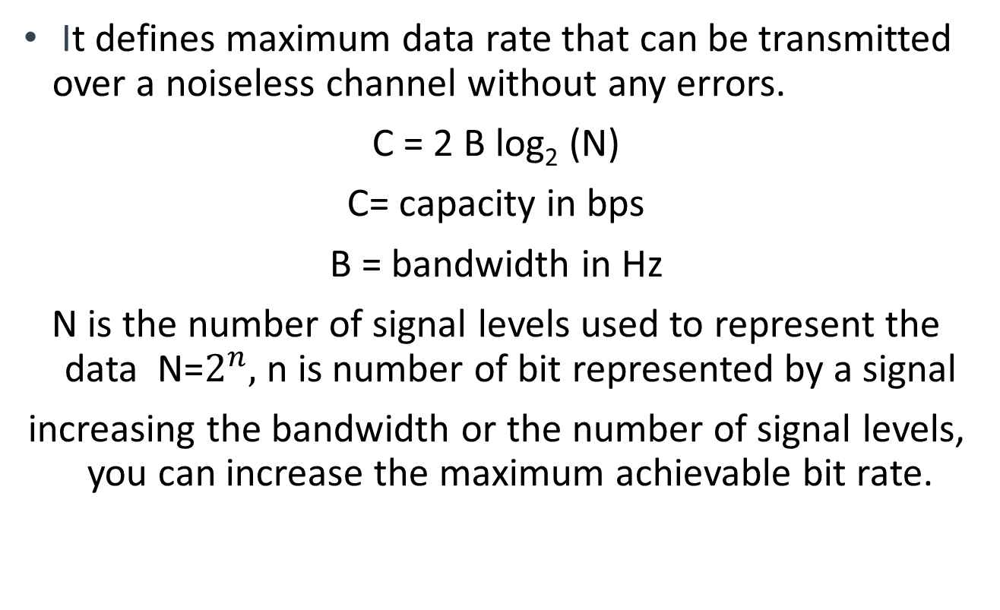 • It defines maximum data rate that can be transmitted
over a noiseless channel without any errors.
C = 2 B log₂ (N)
C= capacity in bps
B = bandwidth in Hz
N is the number of signal levels used to represent the
data N=2ⁿ, n is number of bit represented by a signal
increasing the bandwidth or the number of signal levels,
you can increase the maximum achievable bit rate.